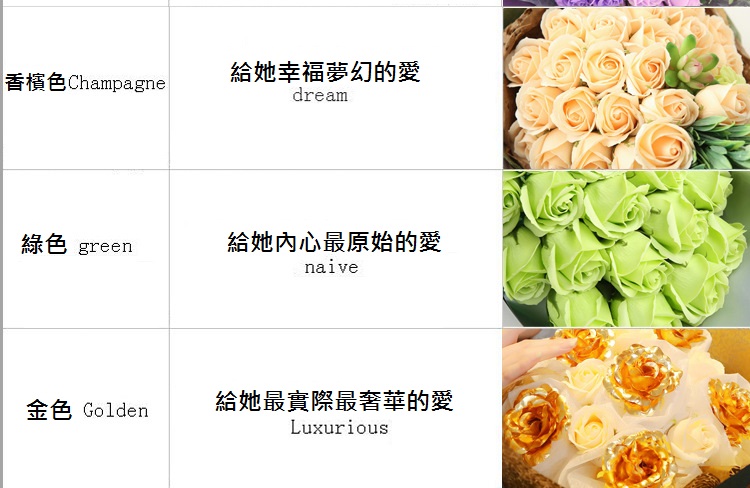 香檳色Champagne
給她幸福夢幻的愛
dream
綠色 green
給她內心最原始的愛
naive
金色 Golden
給她最實際最奢華的愛
Luxurious